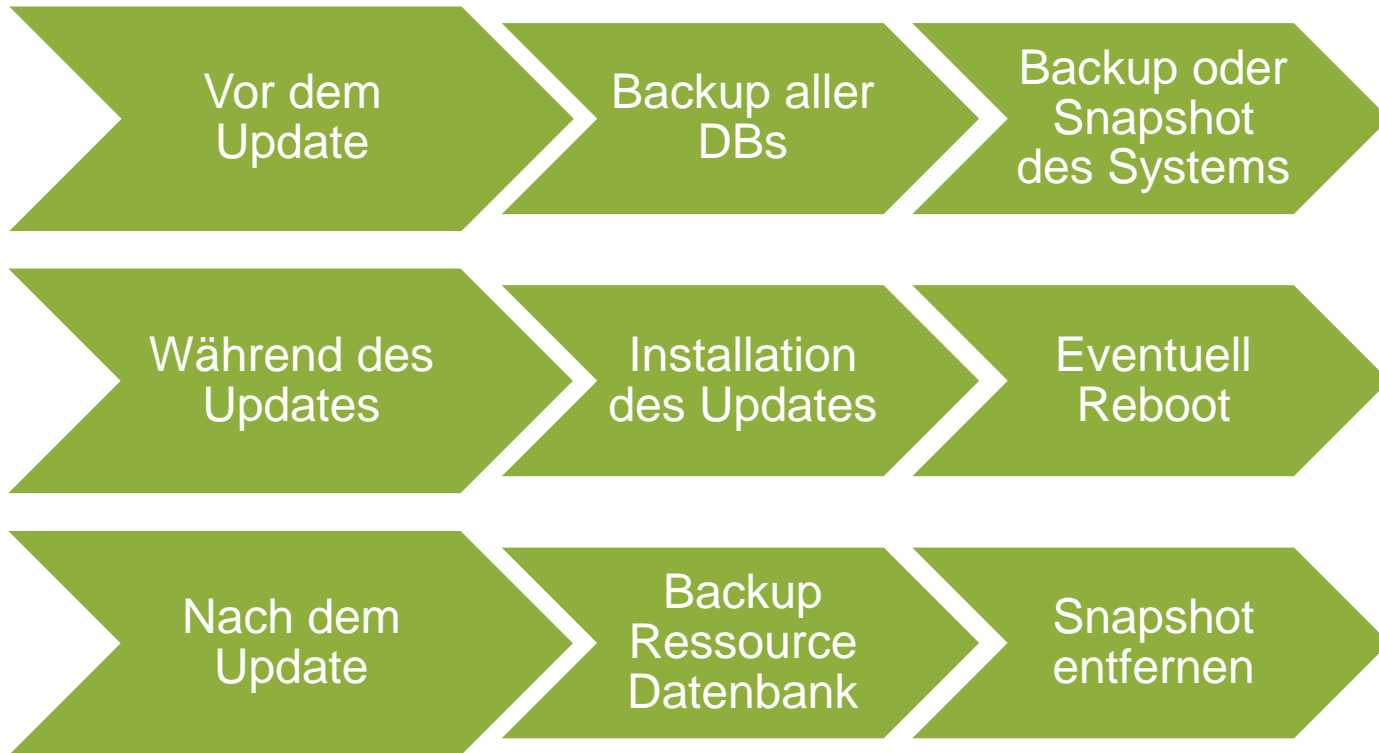 Vor dem
Update
Backup aller
DBs
Backup oder
Snapshot
des Systems
Während des
Updates
Installation
des Updates
Eventuell
Reboot
Nach dem
Update
Backup
Ressource
Datenbank
Snapshot
entfernen